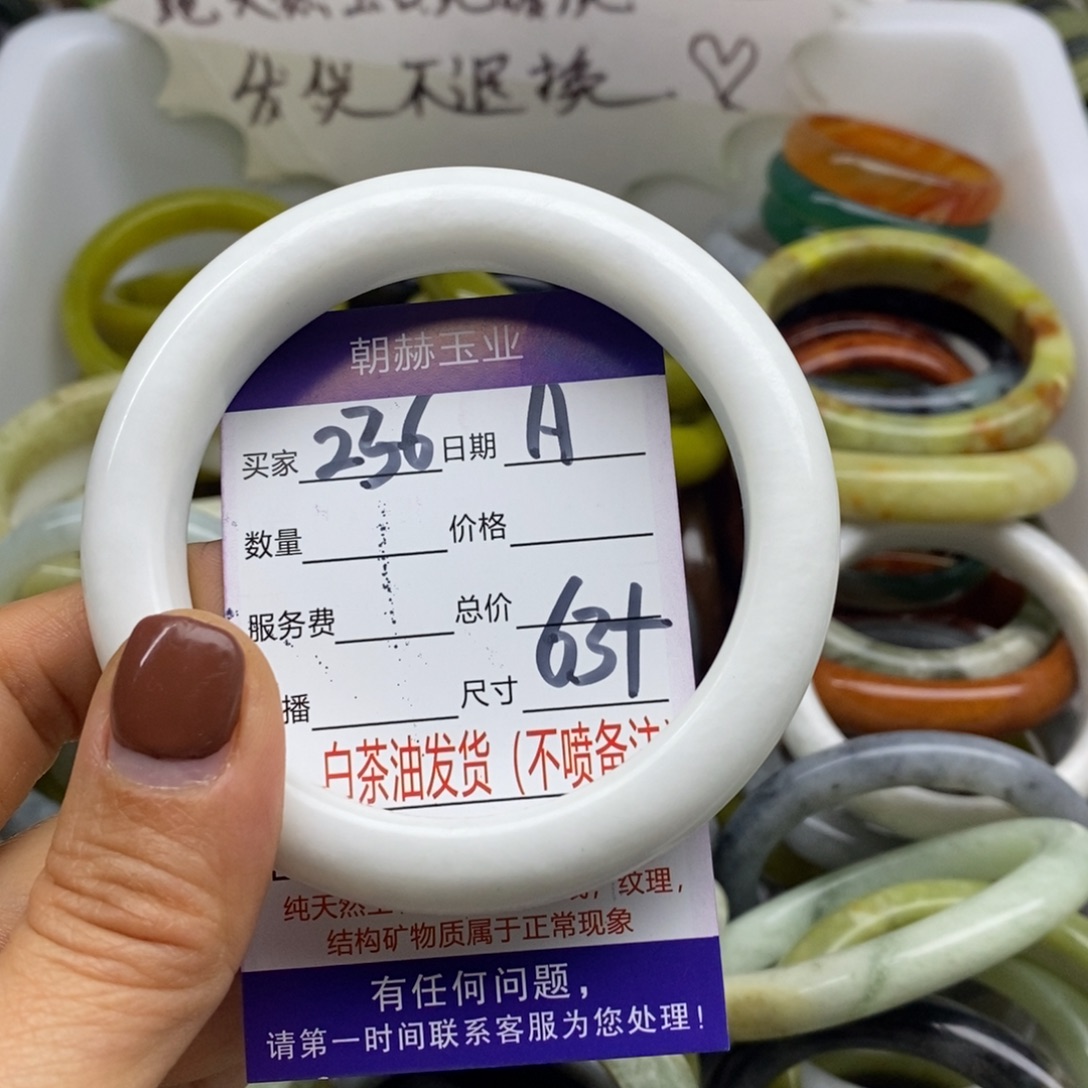 发货不退换
朝赫玉业
买家 236 日期 A
数量 价格
服务费 总价
播 尺寸 63+
白茶油发货（不喷备注
纯天然玉 纹理，
结构矿物质属于正常现象
有任何问题，
请第一时间联系客服为您处理！